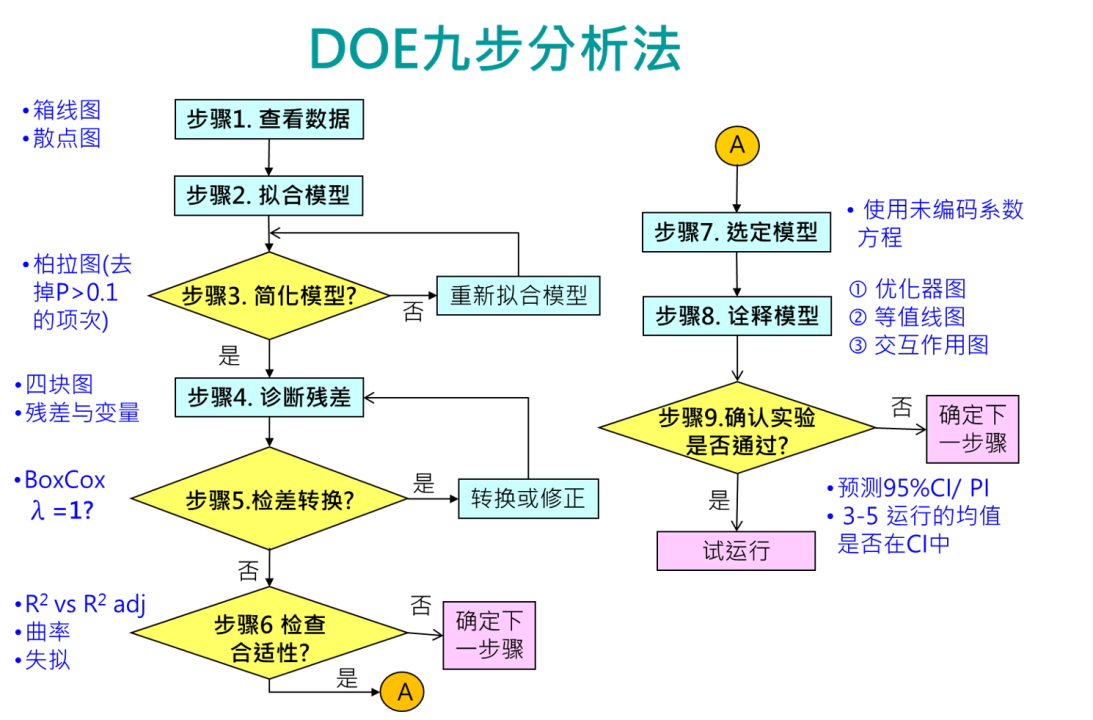 DOE九步分析法
•箱线图
•散点图
步骤1. 查看数据
步骤2. 拟合模型
•柏拉图(去
掉P>0.1
的项次)
步骤3. 简化模型?
否
重新拟合模型
是
•四块图
•残差与变量
步骤4. 诊断残差
•BoxCox
λ =1?
步骤5.检差转换?
是
转换或修正
否
•R² vs R² adj
•曲率
•失拟
步骤6 检查
合适性?
否
确定下
一步骤
是
A
A
步骤7. 选定模型
• 使用未编码系数
方程
步骤8. 诠释模型
① 优化器图
② 等值线图
③ 交互作用图
步骤9.确认实验
是否通过?
否
确定下
一步骤
是
•预测95%CI/ PI
• 3-5 运行的均值
是否在CI中
试运行